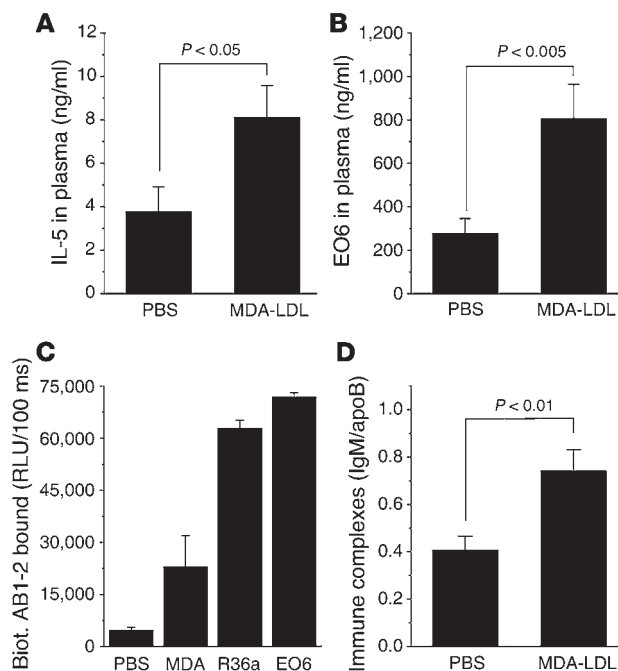 A
IL-5 in plasma (ng/ml)
12
10
8
6
4
2
0
P < 0.05
PBS MDA-LDL
B
EO6 in plasma (ng/ml)
1,200
1,000
800
600
400
200
0
P < 0.005
PBS MDA-LDL
C
Biot. AB1-2 bound (RLU/100 ms)
75,000
60,000
45,000
30,000
15,000
0
PBS MDA R36a EO6
D
Immune complexes (IgM/apoB)
1.0
0.8
0.6
0.4
0.2
0.0
P < 0.01
PBS MDA-LDL